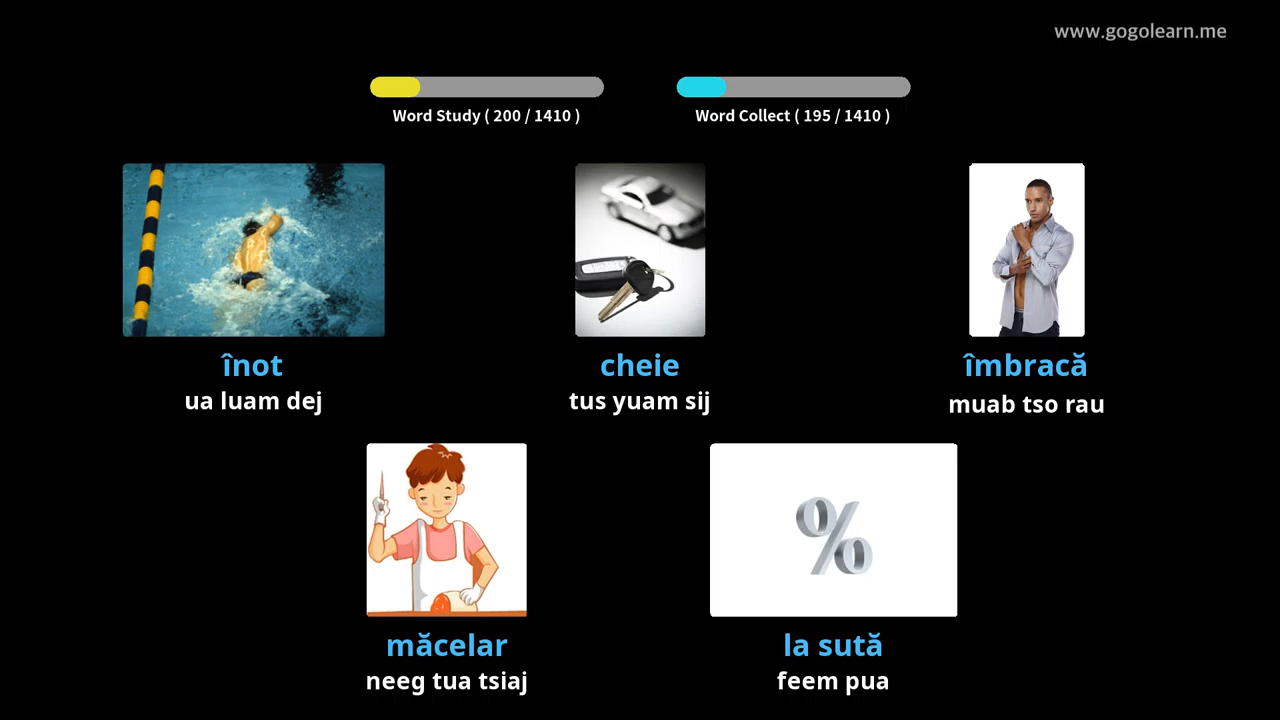 www.gogolearn.me
Word Study ( 200 / 1410 )
Word Collect ( 195 / 1410 )
înot
ua luam dej
cheie
tus yuam sij
îmbracă
muab tso rau
măcelar
neeg tua tsiaj
%
la sută
feem pua